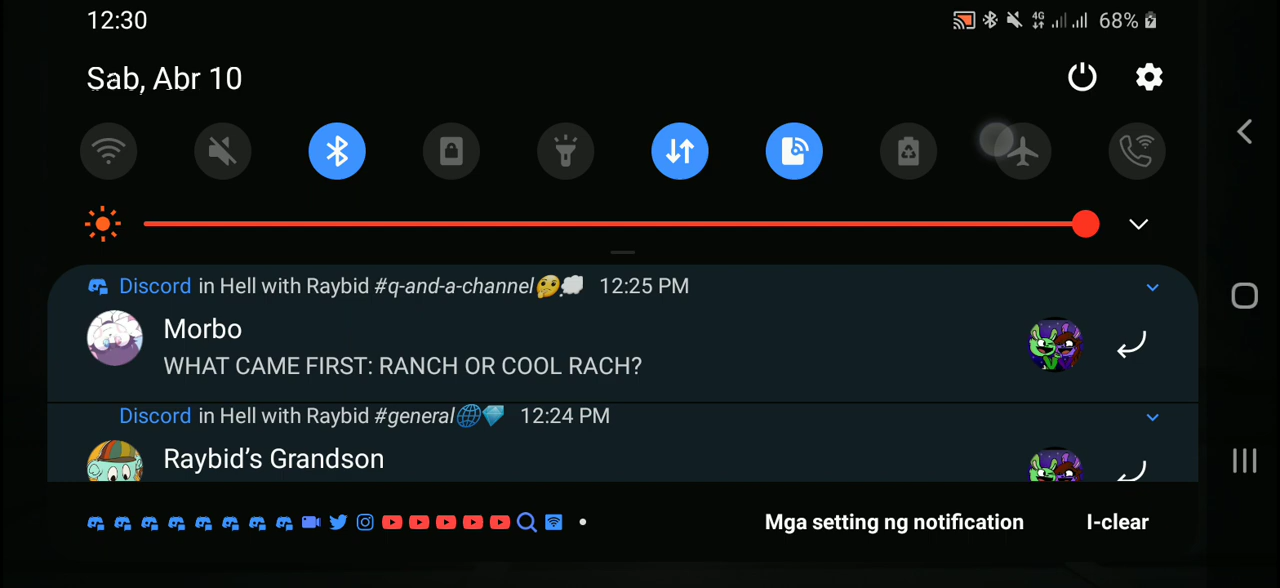 12:30
4G
68%
Sab, Abr 10
Discord in Hell with Raybid #q-and-a-channel🤔💭 12:25 PM
Morbo
WHAT CAME FIRST: RANCH OR COOL RACH?
Discord in Hell with Raybid #general🌐💎 12:24 PM
Raybid’s Grandson
Mga setting ng notification
I-clear